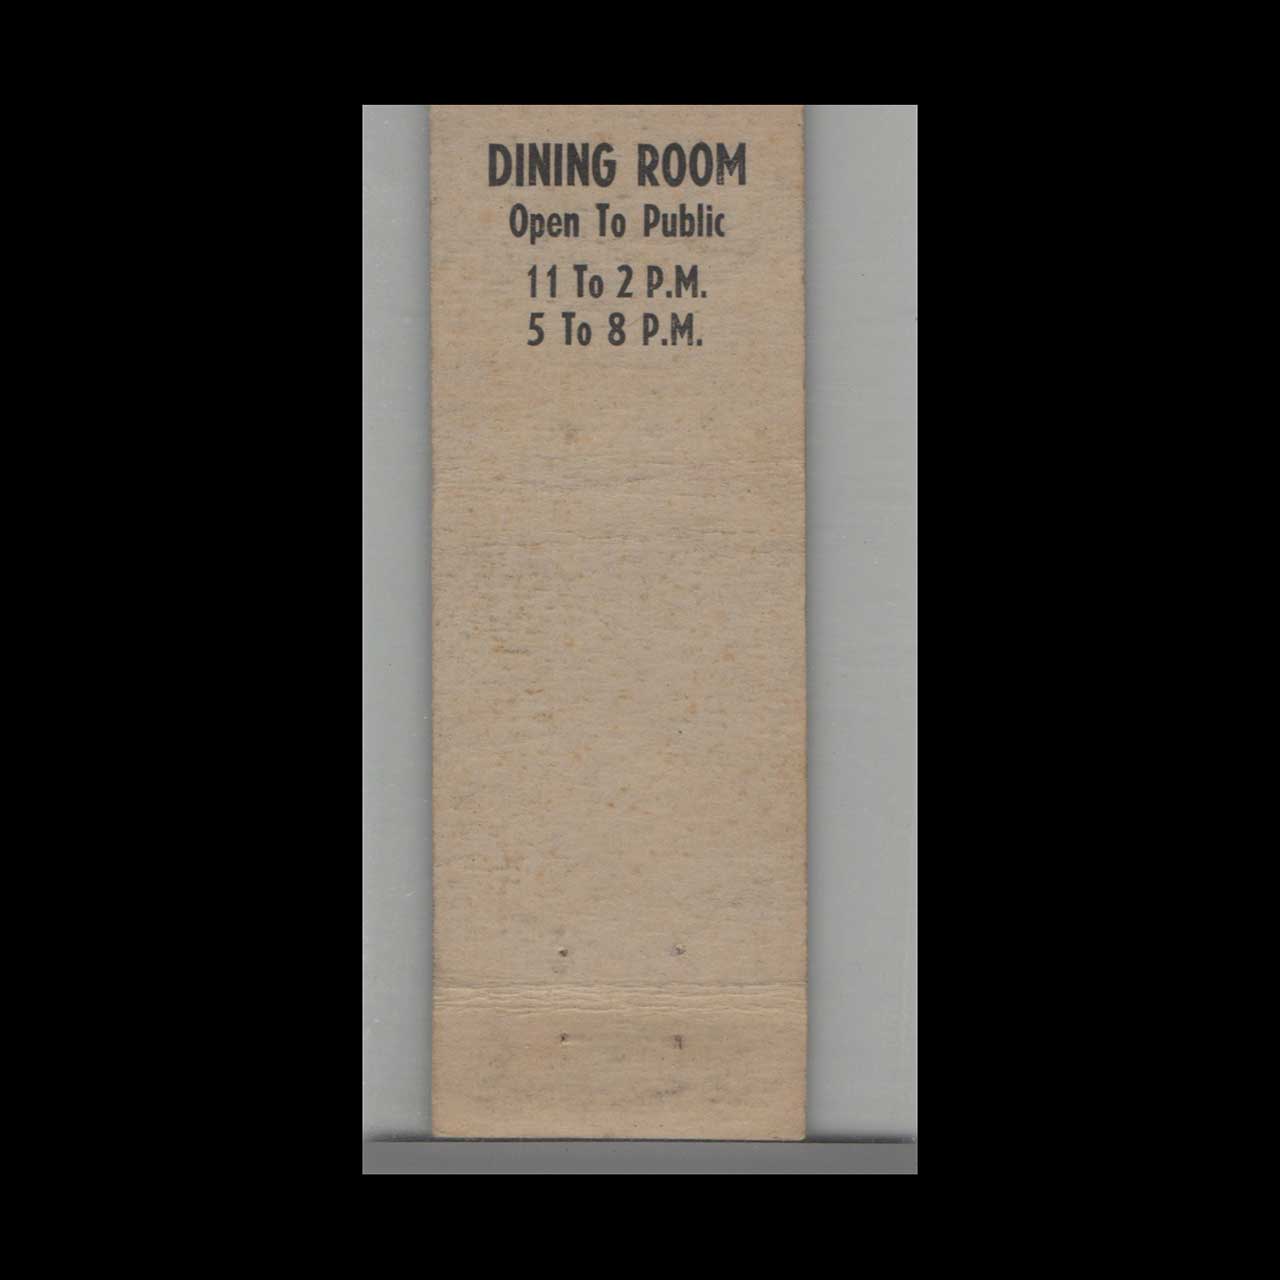 DINING ROOM
Open To Public
11 To 2 P.M.
5 To 8 P.M.